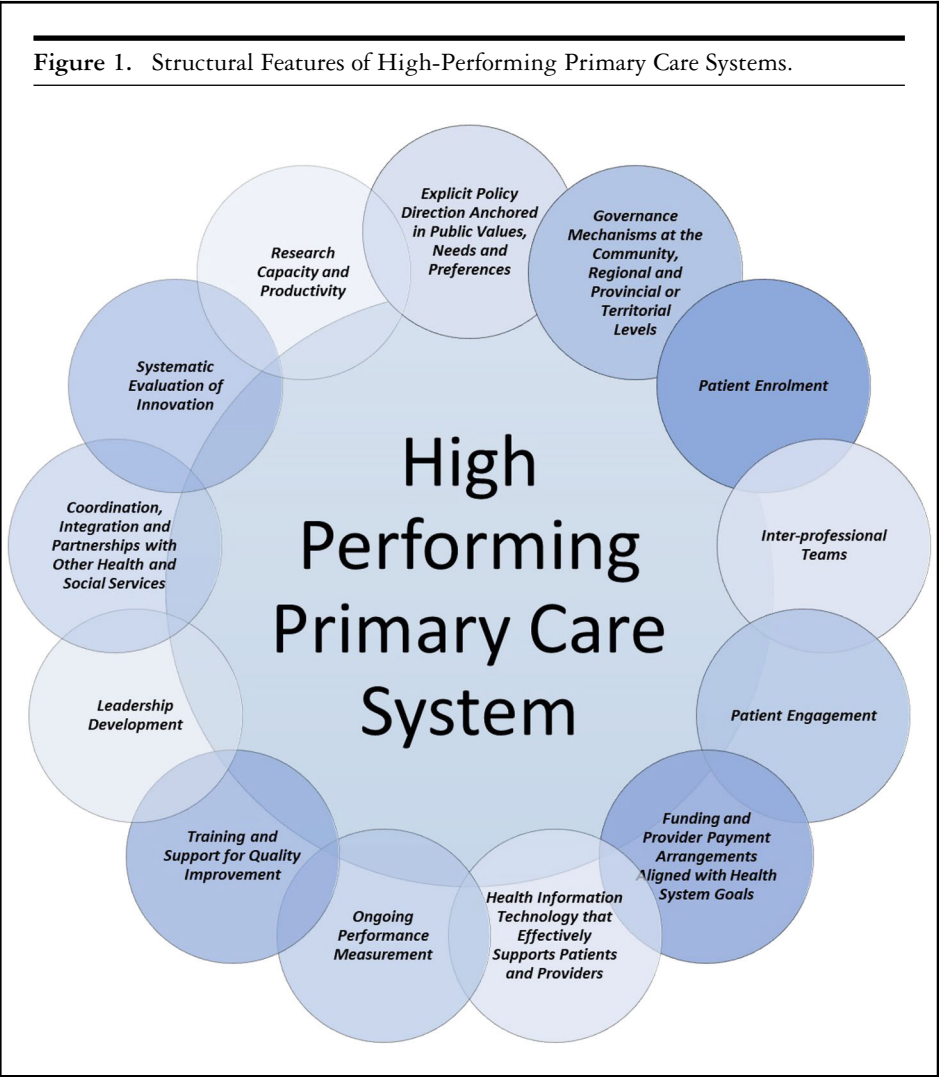 Figure 1. Structural Features of High-Performing Primary Care Systems.
Explicit Policy
Direction Anchored
in Public Values,
Needs and
Preferences
Governance
Mechanisms at the
Community,
Regional and
Provincial or
Territorial
Levels
Patient Enrolment
Inter-professional
Teams
Patient Engagement
Funding and
Provider Payment
Arrangements
Aligned with Health
System Goals
Health Information
Technology that
Effectively
Supports Patients
and Providers
Ongoing
Performance
Measurement
Training and
Support for Quality
Improvement
Leadership
Development
Coordination,
Integration and
Partnerships with
Other Health and
Social Services
Systematic
Evaluation of
Innovation
Research
Capacity and
Productivity
High
Performing
Primary Care
System